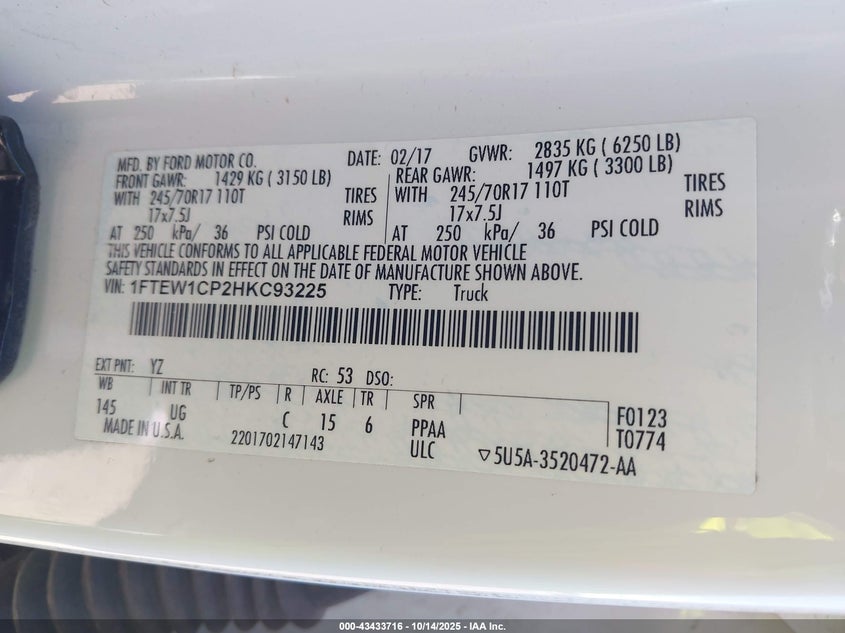 MFD. BY FORD MOTOR CO. DATE: 02/17 GVWR: 2835 KG ( 6250 LB)
FRONT GAWR: 1429 KG ( 3150 LB) REAR GAWR: 1497 KG ( 3300 LB)
WITH 245/70R17 110T TIRES WITH 245/70R17 110T TIRES
17x7.5J RIMS 17x7.5J RIMS
AT 250 kPa/ 36 PSI COLD AT 250 kPa/ 36 PSI COLD
THIS VEHICLE CONFORMS TO ALL APPLICABLE FEDERAL MOTOR VEHICLE
SAFETY STANDARDS IN EFFECT ON THE DATE OF MANUFACTURE SHOWN ABOVE.
VIN: 1FTEW1CP2HKC93225 TYPE: Truck
EXT PNT: YZ RC: 53 DSO:
WB INT TR TP/PS R AXLE TR SPR
145 UG C 15 6 PPAA F0123
MADE IN U.S.A. 2201702147143 ULC ▽5U5A-3520472-AA T0774
000-43433716 - 10/14/2025 - IAA Inc.